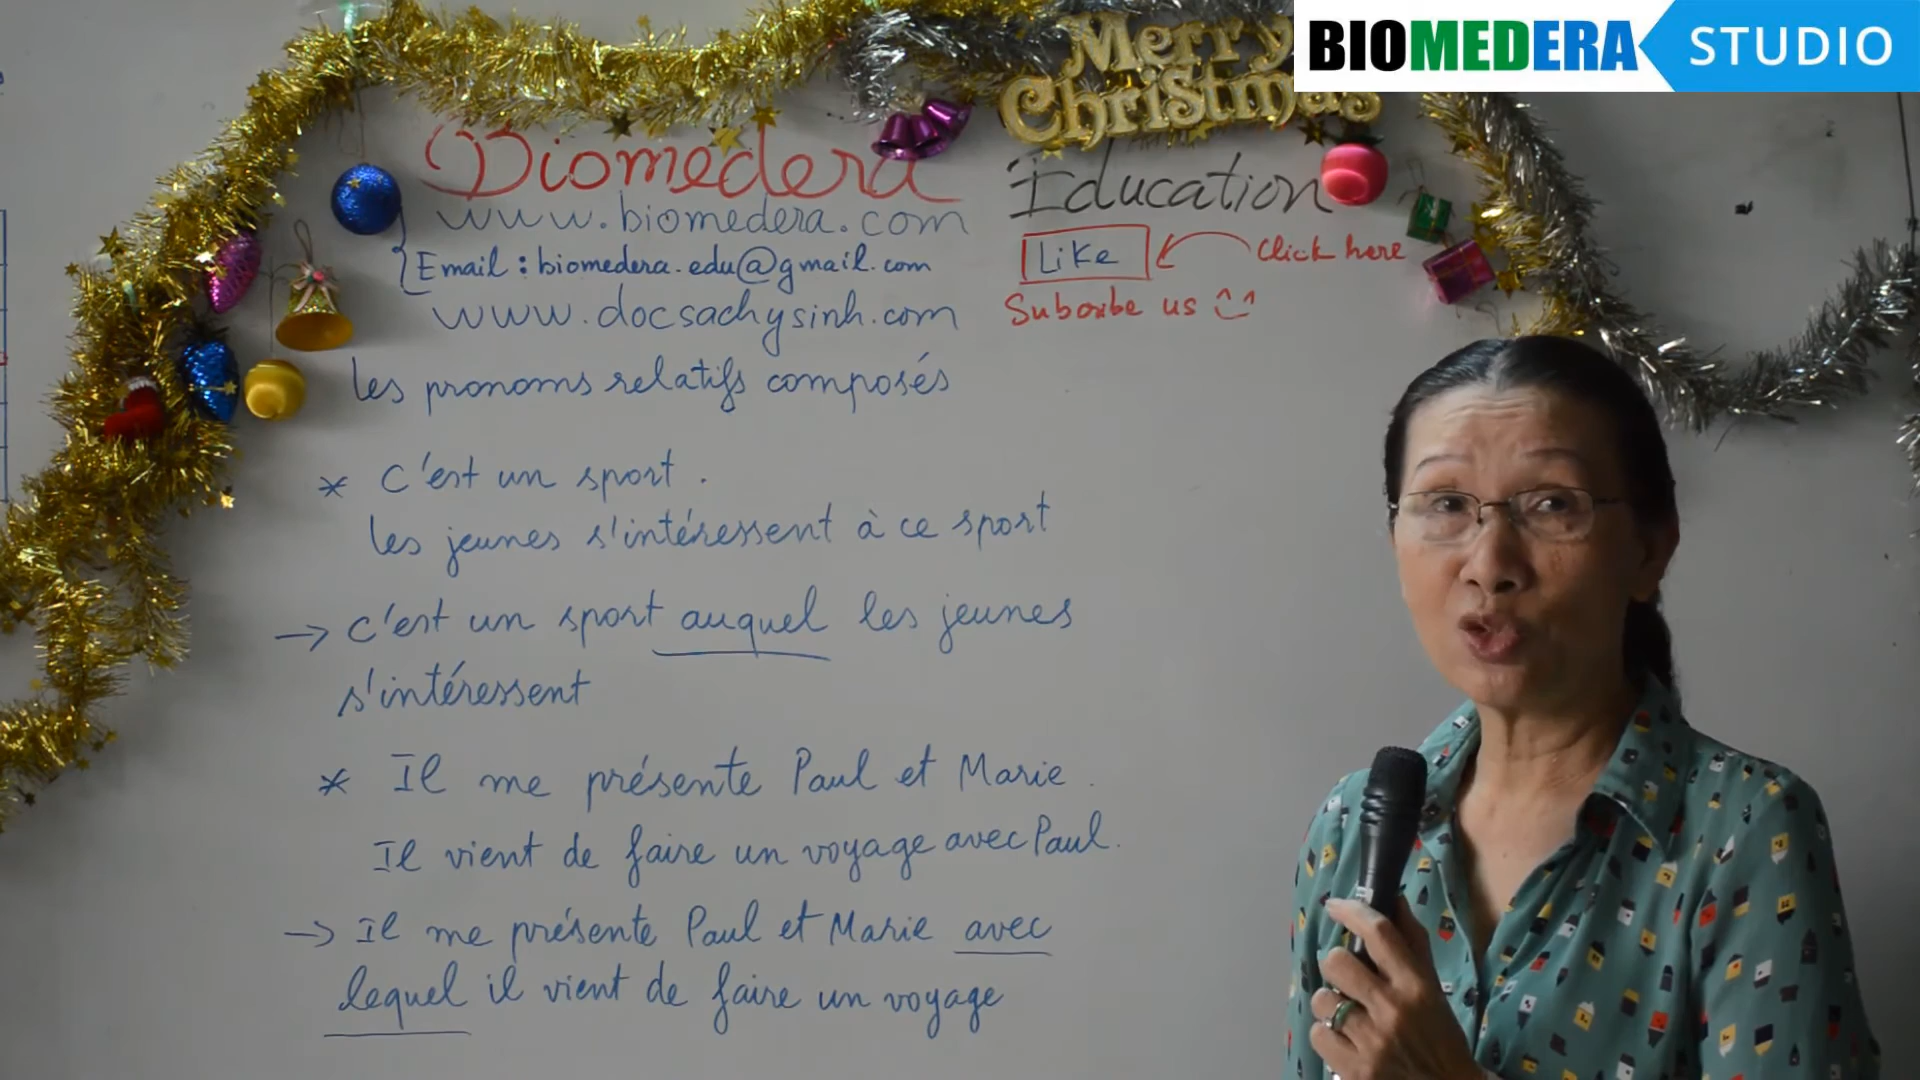 BIOMEDERA STUDIO
Merry
Christmas
Biomedera Education
www.biomedera.com
Like Click here
Email : biomedera.edu@gmail.com
www.docsachysinh.com
Subcribe us
les pronoms relatifs composés
* C'est un sport.
les jeunes s'intéressent à ce sport
→ C'est un sport auquel les jeunes
s'intéressent
* Il me présente Paul et Marie.
Il vient de faire un voyage avec Paul.
→ Il me présente Paul et Marie avec
lequel il vient de faire un voyage